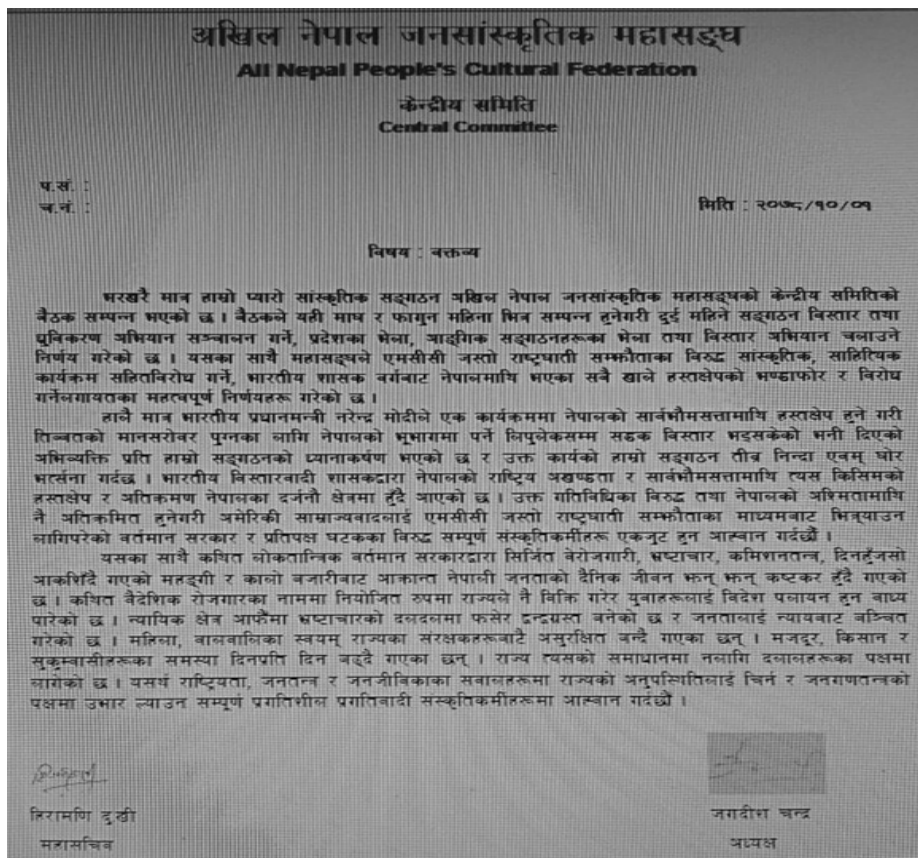 अखिल नेपाल जनसांस्कृतिक महासङ्घ
All Nepal People's Cultural Federation
केन्द्रीय समिति
Central Committee
प.सं. :
च.नं. :
मिति : २०७८/१०/०१
विषय : वक्तव्य
भरखरै मात्र हाम्रो प्यारो सांस्कृतिक सङ्गठन अखिल नेपाल जनसांस्कृतिक महासङ्घको केन्द्रीय समितिको
बैठक सम्पन्न भएको छ । बैठकले यही माघ र फागुन महिना भित्र सम्पन्न हुनेगरी दुई महिने सङ्गठन विस्तार तथा
ध्रुविकरण अभियान सञ्चालन गर्ने, प्रदेशका भेला, आङ्गिक सङ्गठनहरूका भेला तथा विस्तार अभियान चलाउने
निर्णय गरेको छ । यसका साथै महासङ्घले एमसीसी जस्तो राष्ट्रघाती सम्झौताका विरुद्ध सांस्कृतिक, साहित्यिक
कार्यक्रम सहितविरोध गर्ने, भारतीय शासक वर्गबाट नेपालमाथि भएका सबै खाले हस्तक्षेपको भण्डाफोर र विरोध
गर्नेलगायतका महत्वपूर्ण निर्णयहरू गरेको छ ।
हालै मात्र भारतीय प्रधानमन्त्री नरेन्द्र मोदीले एक कार्यक्रममा नेपालको सार्वभौमसत्तामाथि हस्तक्षेप हुने गरी
तिब्बतको मानसरोबर पुग्नका लागि नेपालको भूभागमा पर्ने लिपुलेकसम्म सडक विस्तार भइसकेको भनी दिएको
अभिव्यक्ति प्रति हाम्रो सङ्गठनको ध्यानाकर्षण भएको छ र उक्त कार्यको हाम्रो सङ्गठन तीव्र निन्दा एवम् घोर
भर्त्सना गर्दछ । भारतीय विस्तारवादी शासकद्वारा नेपालको राष्ट्रिय अखण्डता र सार्वभौमसत्तामाथि त्यस किसिमको
हस्तक्षेप र अतिक्रमण नेपालका दर्जनौ क्षेत्रमा हुँदै आएको छ । उक्त गतिविधिका विरुद्ध तथा नेपालको अश्मितामाथि
नै अतिक्रमित हुनेगरी अमेरिकी साम्राज्यवादलाई एमसीसी जस्तो राष्ट्रघाती सम्झौताका माध्यमबाट भित्र्याउन
लागिपरेको वर्तमान सरकार र प्रतिपक्ष घटकका विरुद्ध सम्पूर्ण संस्कृतिकर्मीहरू एकजुट हुन आह्वान गर्दछौं ।
यसका साथै कथित लोकतान्त्रिक वर्तमान सरकारद्वारा सिर्जित बेरोजगारी, भ्रष्टाचार, कमिशनतन्त्र, दिनहुँजसो
आकशिँदै गएको महङ्गी र कालो बजारीबाट आक्रान्त नेपाली जनताको दैनिक जीवन झन् झन् कष्टकर हुँदै गएको
छ । कथित वैदेशिक रोजगारका नाममा नियोजित रुपमा राज्यले नै विक्रि गरेर युवाहरूलाई विदेश पलायन हुन वाध्य
पारेको छ । न्यायिक क्षेत्र आफैँमा भ्रष्टाचारको दलदलमा फसेर द्वन्द्वग्रस्त बनेको छ र जनतालाई न्यायबाट वञ्चित
गरेको छ । महिला, वालवालिका स्वयम् राज्यका संरक्षकहरूबाटै असुरक्षित बन्दै गएका छन् । मजदूर, किसान र
सुकुम्वासीहरूका समस्या दिनप्रति दिन बढ्दै गएका छन् । राज्य त्यसको समाधानमा नलागि दलालहरूका पक्षमा
लागेको छ । यसर्थ राष्ट्रियता, जनतन्त्र र जनजीविकाका सवालहरूमा राज्यको अनुपस्थितिलाई चिर्न र जनगणतन्त्रको
पक्षमा उभार ल्याउन सम्पूर्ण प्रगतिशील प्रगतिवादी संस्कृतिकर्मीहरूमा आह्वान गर्दछौं ।
हिरामणि दुःखी
महासचिव
जगदीश चन्द्र
अध्यक्ष